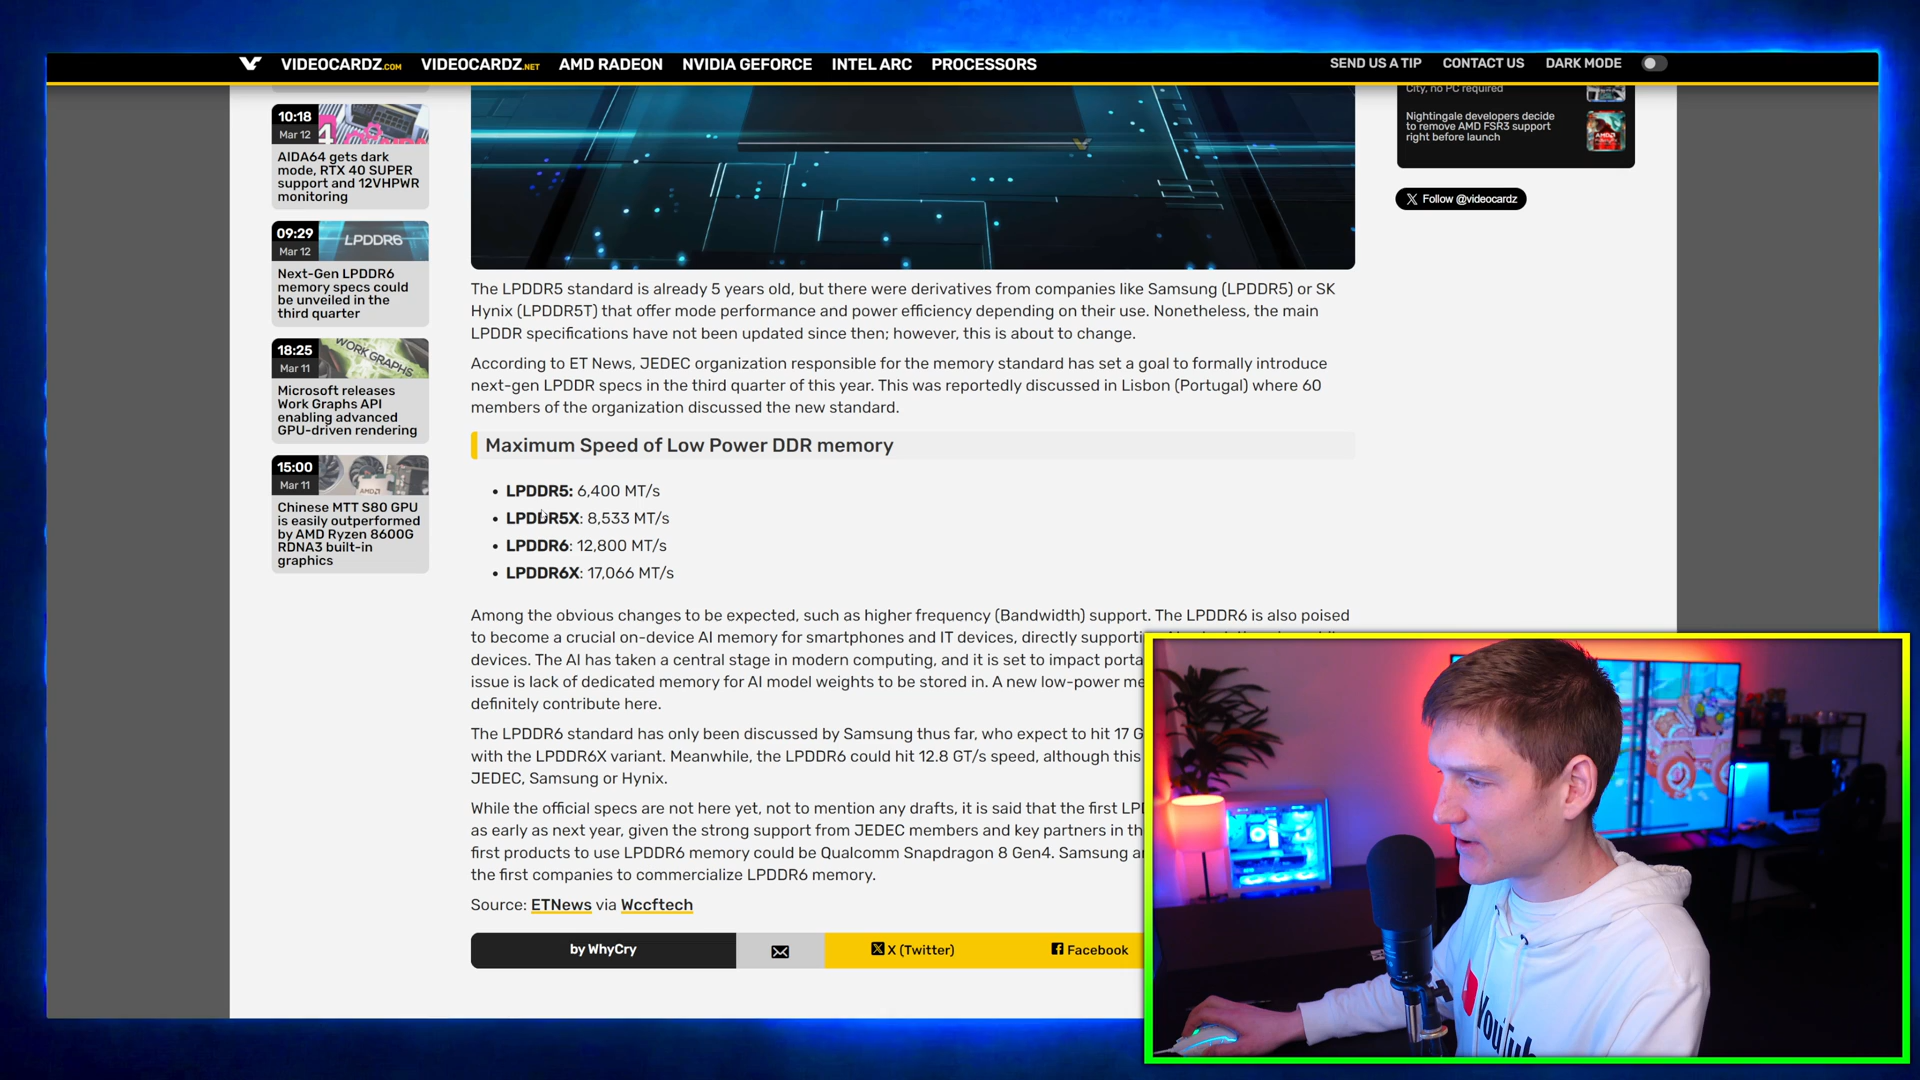 VIDEOCARDZ.COM VIDEOCARDZ.NET AMD RADEON NVIDIA GEFORCE INTEL ARC PROCESSORS SEND US A TIP CONTACT US DARK MODE
10:18
Mar 12
AIDA64 gets dark
mode, RTX 40 SUPER
support and 12VHPWR
monitoring
09:29
Mar 12
LPDDR6
Next-Gen LPDDR6
memory specs could
be unveiled in the
third quarter
18:25
Mar 11
WORK GRAPHS
Microsoft releases
Work Graphs API
enabling advanced
GPU-driven rendering
15:00
Mar 11
AMD
Chinese MTT S80 GPU
is easily outperformed
by AMD Ryzen 8600G
RDNA3 built-in
graphics
The LPDDR5 standard is already 5 years old, but there were derivatives from companies like Samsung (LPDDR5) or SK
Hynix (LPDDR5T) that offer mode performance and power efficiency depending on their use. Nonetheless, the main
LPDDR specifications have not been updated since then; however, this is about to change.
According to ET News, JEDEC organization responsible for the memory standard has set a goal to formally introduce
next-gen LPDDR specs in the third quarter of this year. This was reportedly discussed in Lisbon (Portugal) where 60
members of the organization discussed the new standard.
Maximum Speed of Low Power DDR memory
• LPDDR5: 6,400 MT/s
• LPDDR5X: 8,533 MT/s
• LPDDR6: 12,800 MT/s
• LPDDR6X: 17,066 MT/s
Among the obvious changes to be expected, such as higher frequency (Bandwidth) support. The LPDDR6 is also poised
to become a crucial on-device AI memory for smartphones and IT devices, directly supporti
devices. The AI has taken a central stage in modern computing, and it is set to impact porta
issue is lack of dedicated memory for AI model weights to be stored in. A new low-power me
definitely contribute here.
The LPDDR6 standard has only been discussed by Samsung thus far, who expect to hit 17 G
with the LPDDR6X variant. Meanwhile, the LPDDR6 could hit 12.8 GT/s speed, although this
JEDEC, Samsung or Hynix.
While the official specs are not here yet, not to mention any drafts, it is said that the first LP
as early as next year, given the strong support from JEDEC members and key partners in th
first products to use LPDDR6 memory could be Qualcomm Snapdragon 8 Gen4. Samsung a
the first companies to commercialize LPDDR6 memory.
Source: ETNews via Wccftech
by WhyCry
X (Twitter)
Facebook
City, no PC required
Nightingale developers decide
to remove AMD FSR3 support
right before launch
Follow @videocardz
YouTub